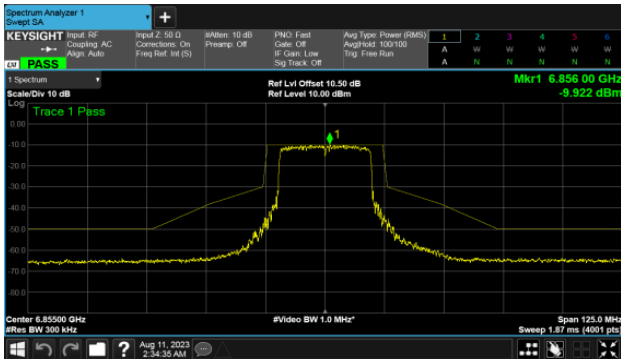 Spectrum Analyzer 1
Swept SA
KEYSIGHT Input: RF Input Z: 50 Ω #Atten: 10 dB PNO: Fast Avg Type: Power (RMS) 1 2 3 4 5 6
Coupling: AC Corrections: On Preamp: Off Gate: Off Avg|Hold: 100/100 A W W W W W
Align: Auto Freq Ref: Int (S) IF Gain: Low Trig: Free Run
LXI PASS Sig Track: Off A N N N N N
1 Spectrum Ref Lvl Offset 10.50 dB Mkr1 6.856 00 GHz
Scale/Div 10 dB Ref Level 10.00 dBm -9.922 dBm
Log
Trace 1 Pass
0.00
1
-10.0
-20.0
-30.0
-40.0
-50.0
-60.0
-70.0
-80.0
Center 6.85500 GHz #Video BW 1.0 MHz* Span 125.0 MHz
#Res BW 300 kHz Sweep 1.87 ms (4001 pts)
? Aug 11, 2023
2:34:35 AM